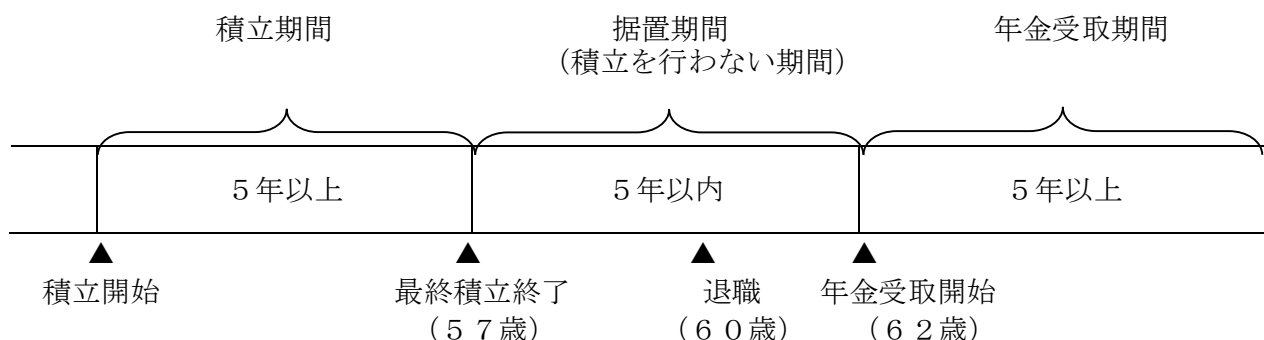 積立期間 据置期間 年金受取期間
（積立を行わない期間）
５年以上 ５年以内 ５年以上
▲ ▲ ▲ ▲
積立開始 最終積立終了 退職 年金受取開始
（５７歳） （６０歳） （６２歳）